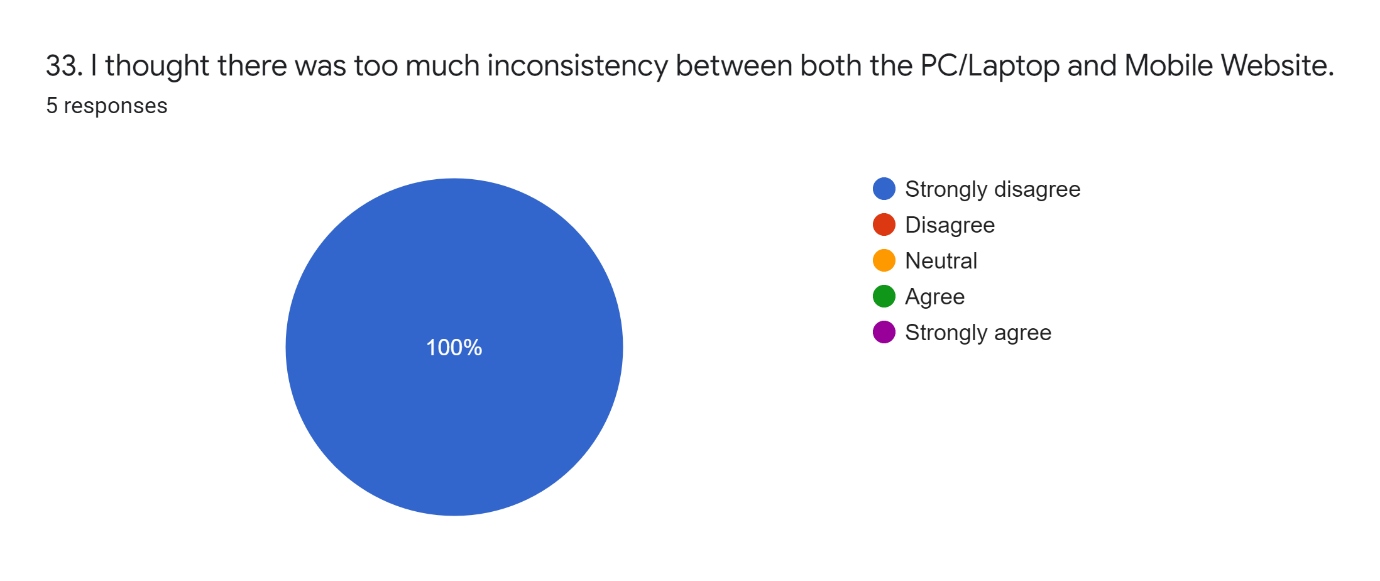 33. I thought there was too much inconsistency between both the PC/Laptop and Mobile Website.
5 responses
100%
Strongly disagree
Disagree
Neutral
Agree
Strongly agree